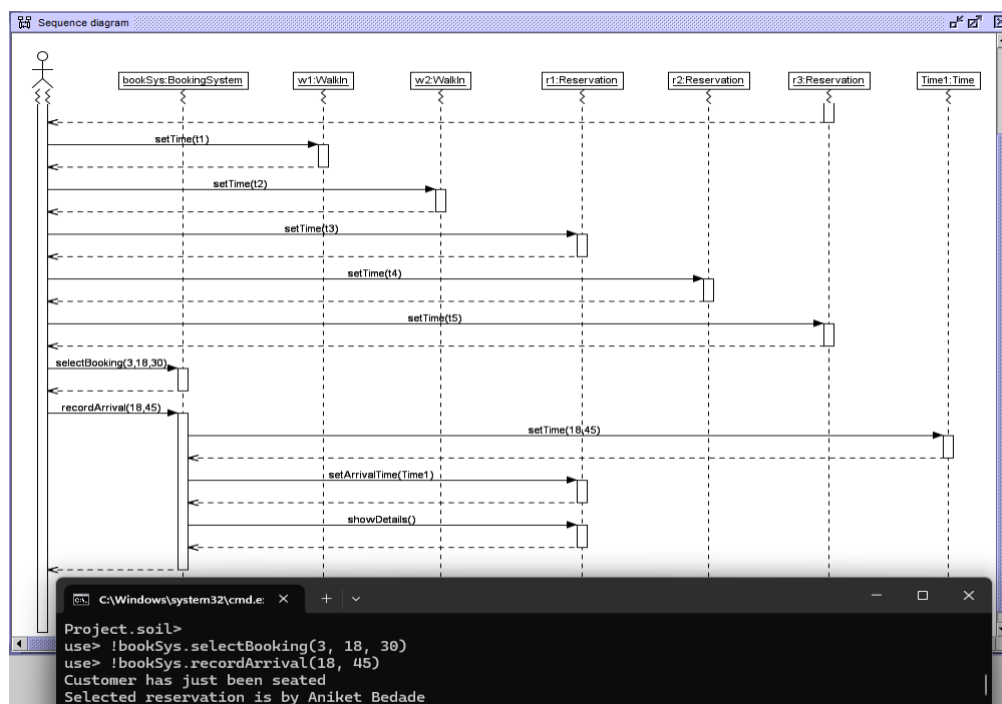 Sequence diagram
bookSys:BookingSystem w1:WalkIn w2:WalkIn r1:Reservation r2:Reservation r3:Reservation Time1:Time
setTime(t1)
setTime(t2)
setTime(t3)
setTime(t4)
setTime(t5)
selectBooking(3,18,30)
recordArrival(18,45)
setTime(18,45)
setArrivalTime(Time1)
showDetails()
C:\Windows\system32\cmd.e:
Project.soil>
use> !bookSys.selectBooking(3, 18, 30)
use> !bookSys.recordArrival(18, 45)
Customer has just been seated
Selected reservation is by Aniket Bedade